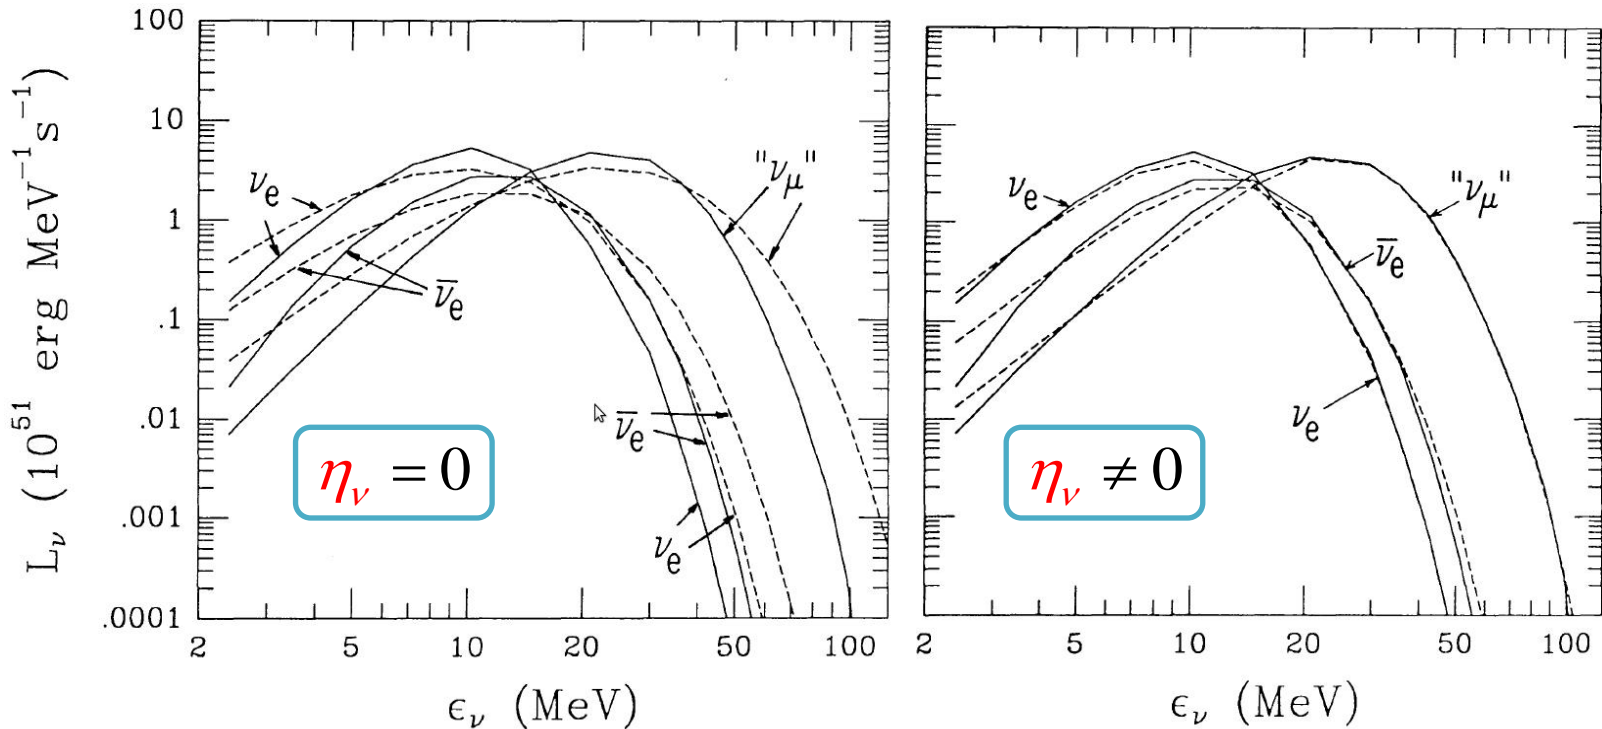 L_ν (10^51 erg MeV^−1 s^−1)
100
10
1
.1
.01
.001
.0001
ν_e
ν̄_e
"ν_μ"
ν̄_e
ν_e
η_ν = 0
2 5 10 20 50 100
ϵ_ν (MeV)
ν_e
"ν_μ"
ν̄_e
ν_e
η_ν ≠ 0
2 5 10 20 50 100
ϵ_ν (MeV)